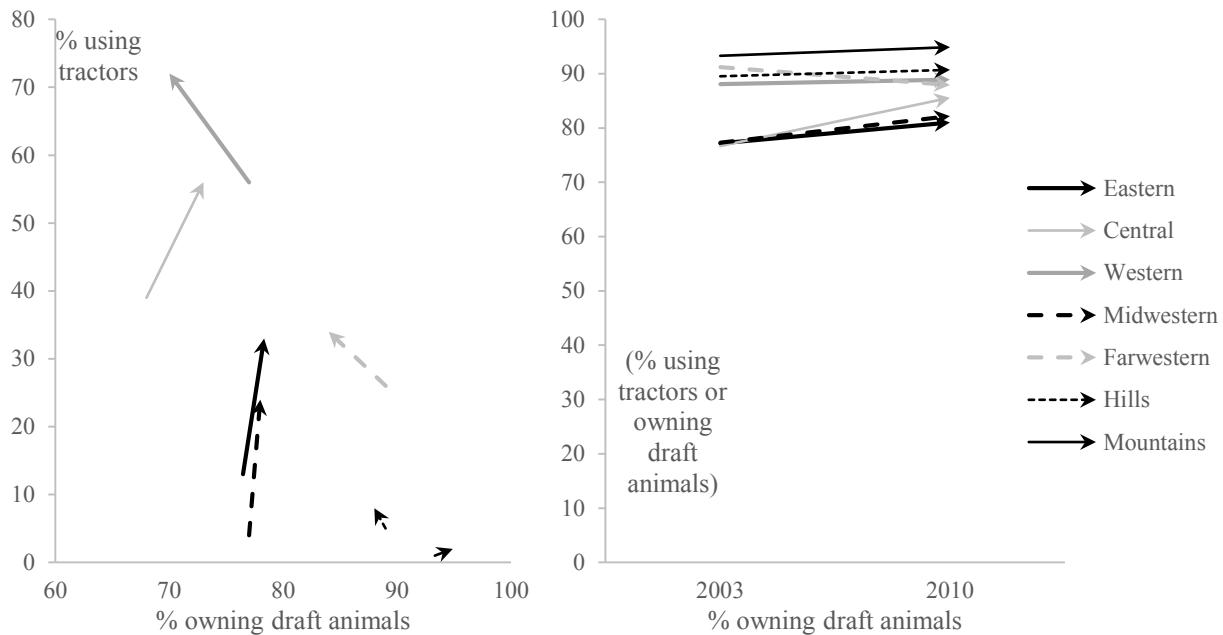 80
70
60
50
40
30
20
10
0
% using
tractors
60
70
80
90
100
% owning draft animals
100
90
80
70
60
50
40
30
20
10
0
(% using
tractors or
owning
draft
animals)
2003
2010
% owning draft animals
Eastern
Central
Western
Midwestern
Farwestern
Hills
Mountains